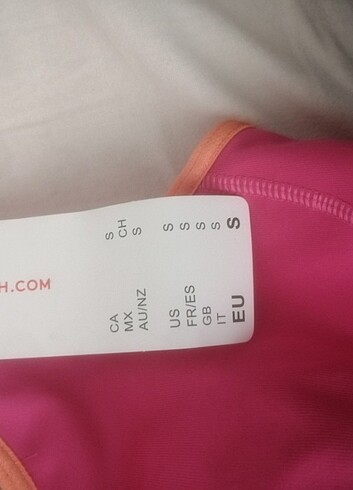 H.COM
CA S
MX CH
AU/NZ S
US S
FR/ES S
GB S
IT S
EU S